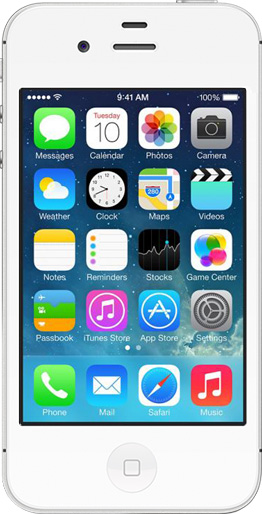 9:41 AM 100%
Tuesday
10
Messages Calendar Photos Camera
280
Weather Clock Maps Videos
Notes Reminders Stocks Game Center
Passbook iTunes Store App Store Settings
Phone Mail Safari Music